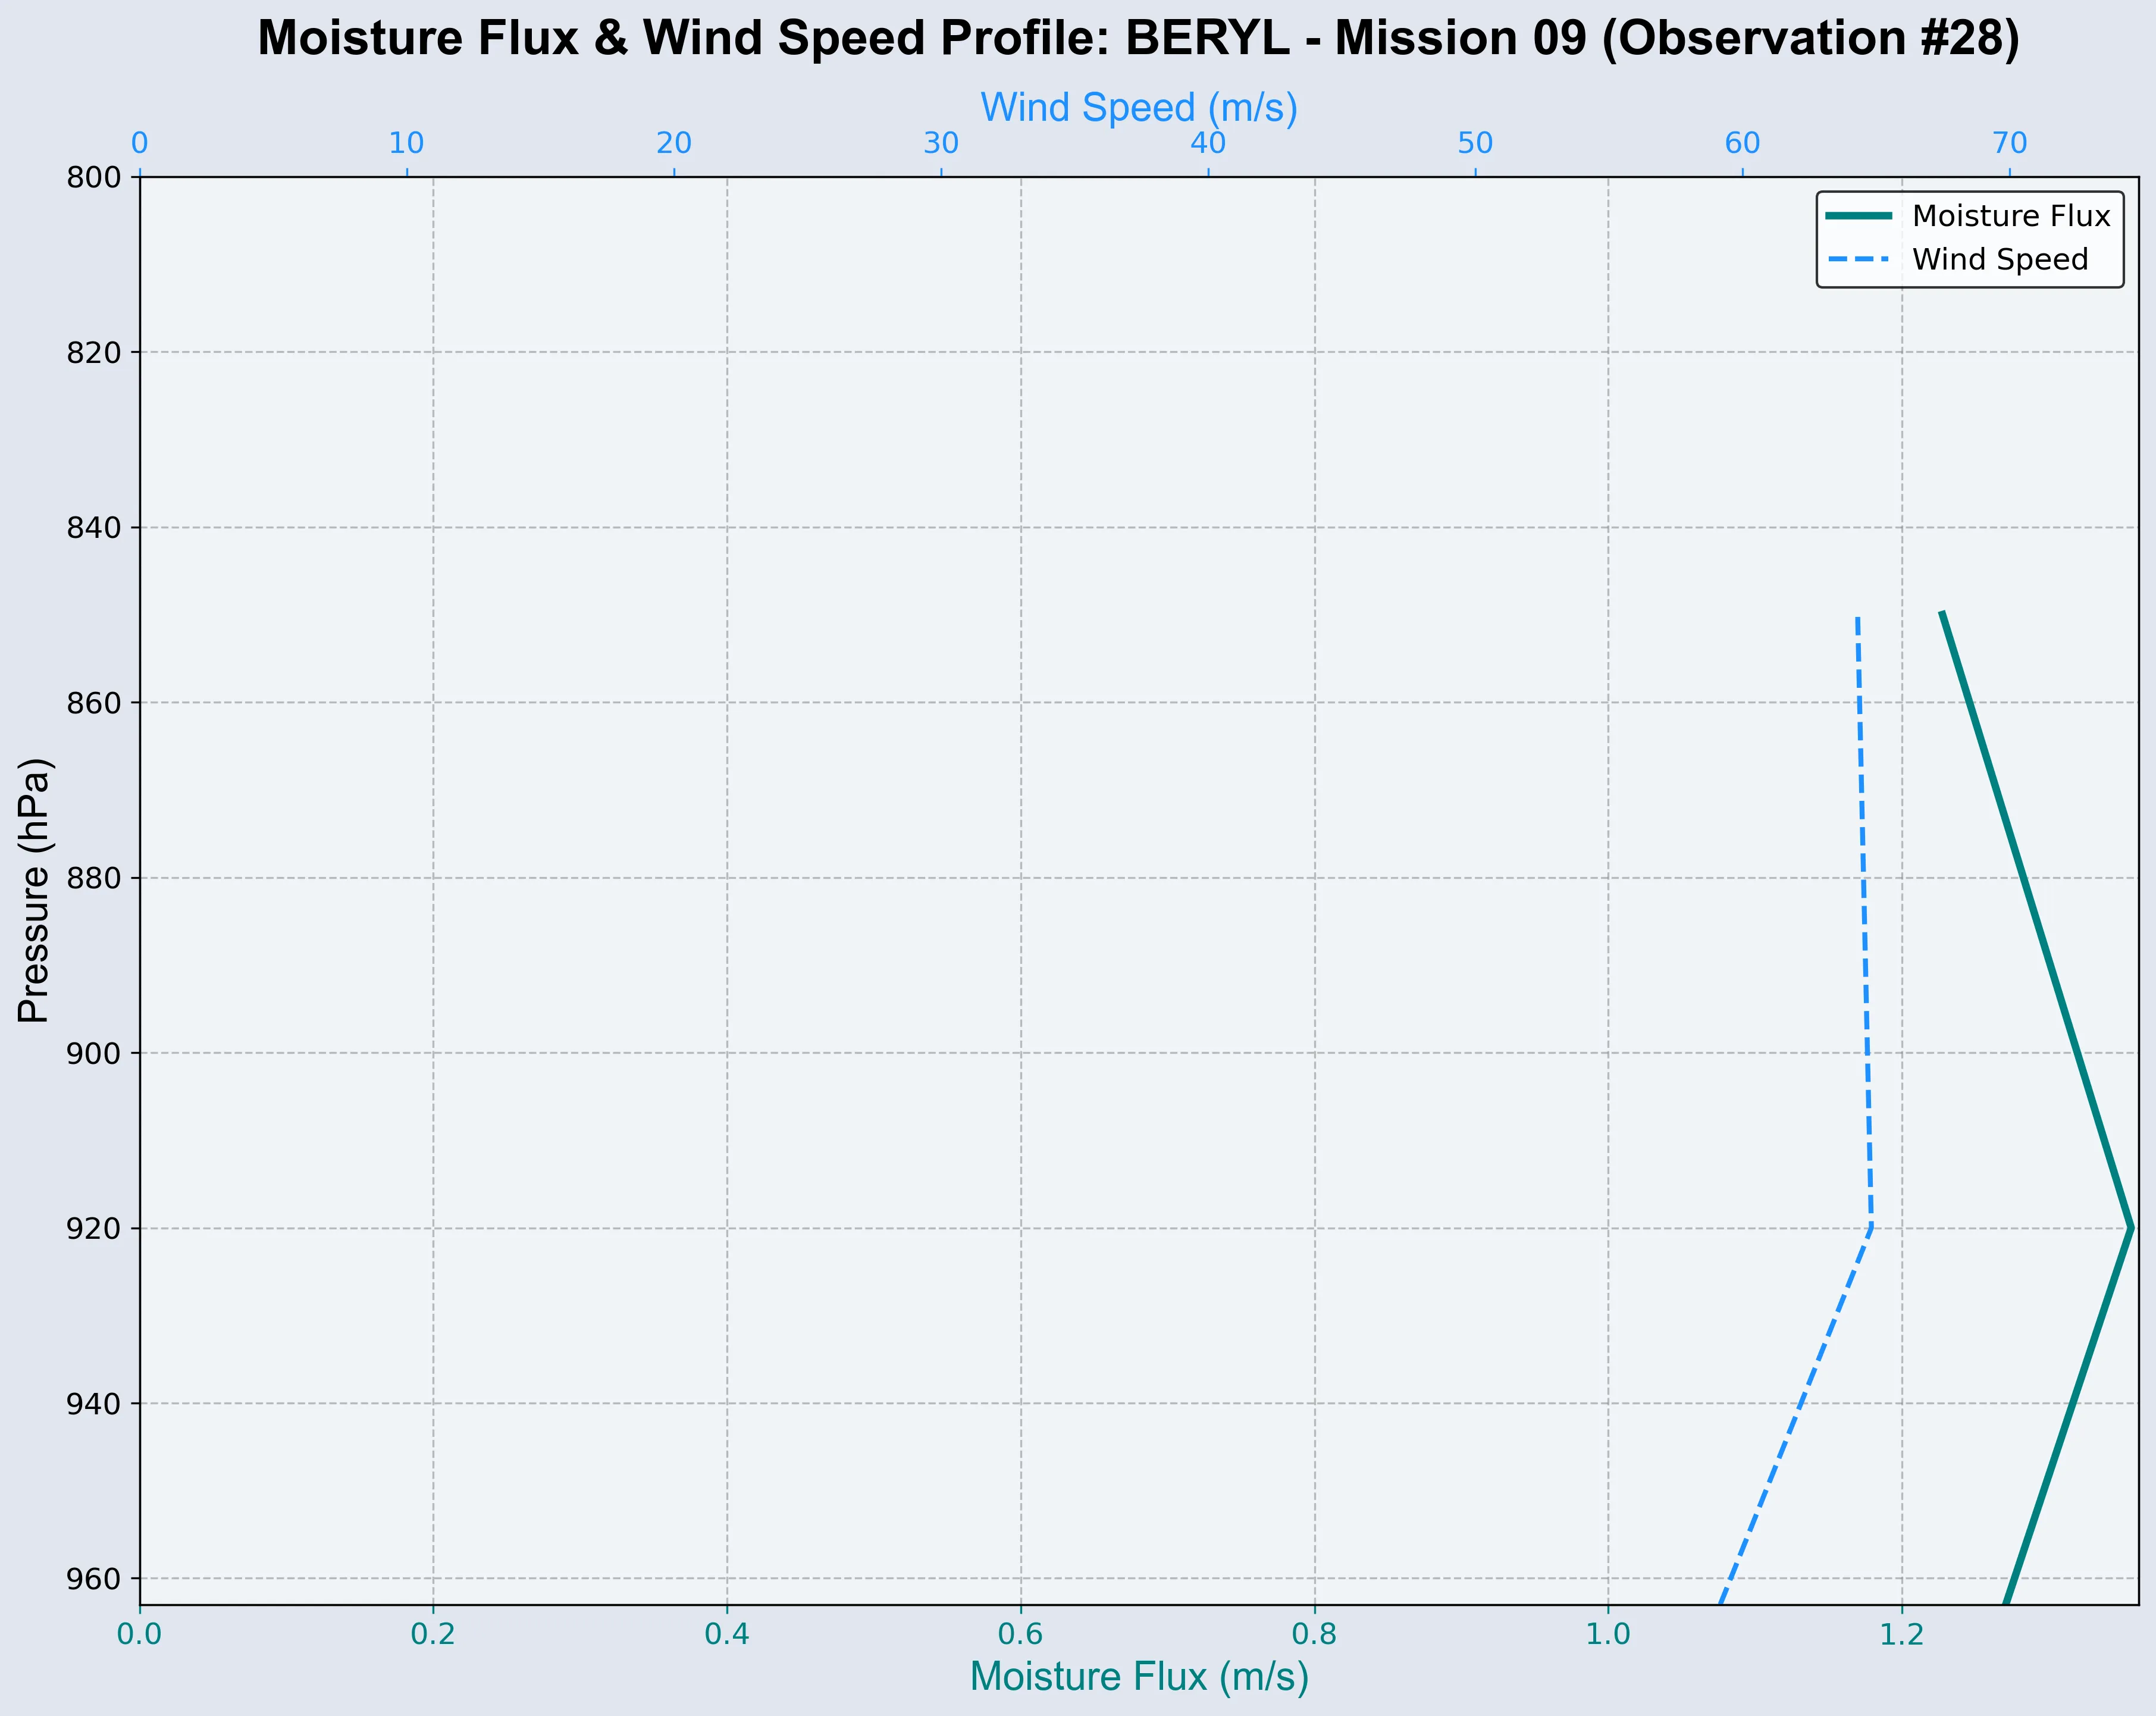 Moisture Flux & Wind Speed Profile: BERYL - Mission 09 (Observation #28)
Wind Speed (m/s)
0 10 20 30 40 50 60 70
Moisture Flux
Wind Speed
Pressure (hPa)
800
820
840
860
880
900
920
940
960
0.0 0.2 0.4 0.6 0.8 1.0 1.2
Moisture Flux (m/s)